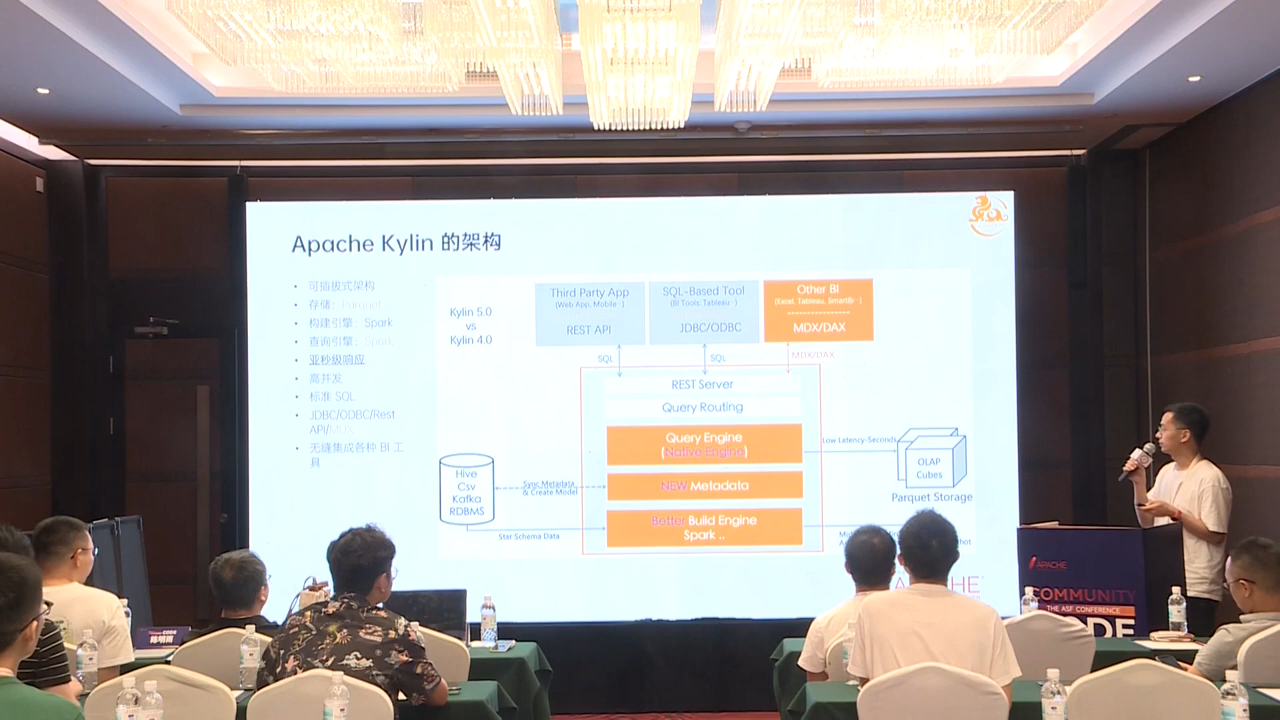 Apache Kylin 的架构
• 可插拔式架构
• 存储：Parquet
• 构建引擎：Spark
• 查询引擎：Spark
• 亚秒级响应
• 高并发
• 标准 SQL
• JDBC/ODBC/Rest
API/MDX
• 无缝集成各种 BI 工
具
Kylin 5.0
vs
Kylin 4.0
Third Party App
(Web App, Mobile…)
REST API
SQL-Based Tool
(BI Tools: Tableau…)
JDBC/ODBC
Other BI
(Excel, Tableau, SmartBI…)
MDX/DAX
SQL
SQL
MDX/DAX
REST Server
Query Routing
Query Engine
(Native Engine)
NEW Metadata
Better Build Engine
Spark ..
Hive
Csv
Kafka
RDBMS
Sync Metadata
& Create Model
Star Schema Data
Low Latency-Seconds
OLAP
Cubes
Parquet Storage
APACHE
COMMUNITY
THE ASF CONFERENCE
CODE